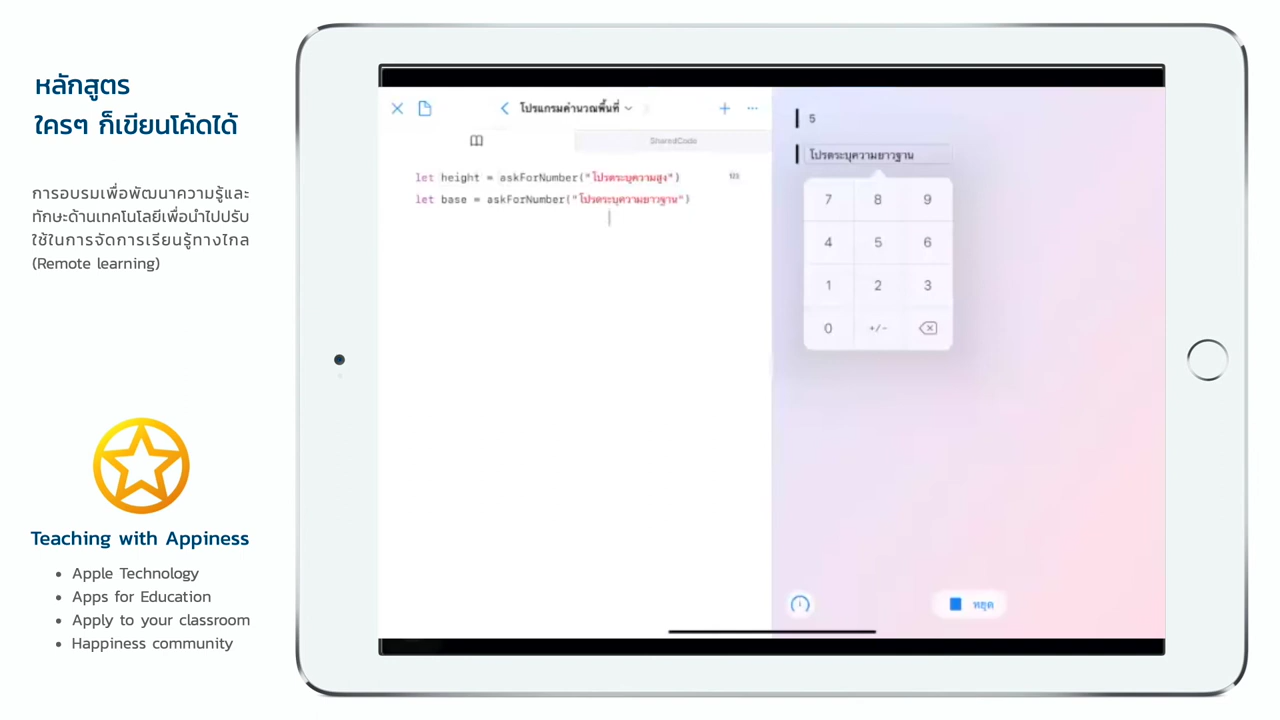 หลักสูตร
ใครๆ ก็เขียนโค้ดได้
การอบรมเพื่อพัฒนาความรู้และ
ทักษะด้านเทคโนโลยีเพื่อนำไปปรับ
ใช้ในการจัดการเรียนรู้ทางไกล
(Remote learning)
Teaching with Appiness
• Apple Technology
• Apps for Education
• Apply to your classroom
• Happiness community
โปรแกรมคำนวณพื้นที่
SharedCode
let height = askForNumber("โปรดระบุความสูง")
123
let base = askForNumber("โปรดระบุความยาวฐาน")
5
โปรดระบุความยาวฐาน
7 8 9
4 5 6
1 2 3
0 +/-
หยุด